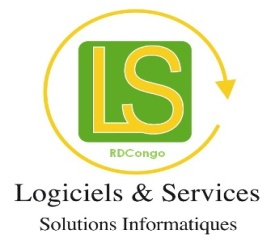 LS
RDCongo
Logiciels & Services
Solutions Informatiques